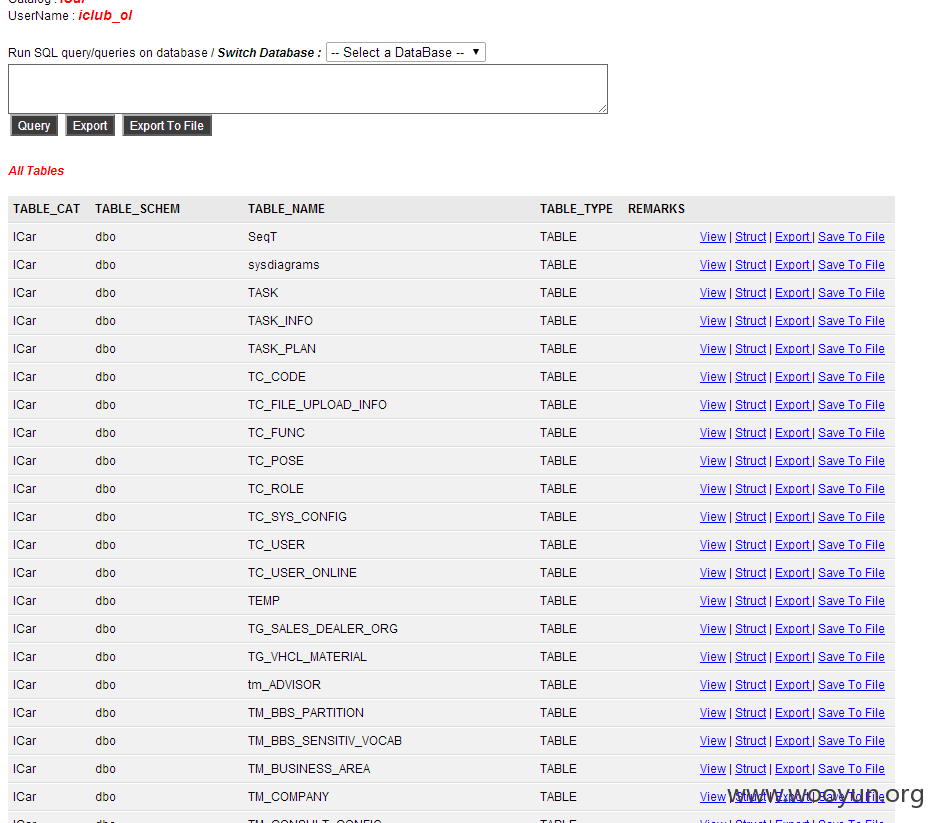 Catalog : ICar
UserName : iclub_ol
Run SQL query/queries on database / Switch Database : -- Select a DataBase --
Query Export Export To File
All Tables
TABLE_CAT TABLE_SCHEM TABLE_NAME TABLE_TYPE REMARKS
ICar dbo SeqT TABLE View | Struct | Export | Save To File
ICar dbo sysdiagrams TABLE View | Struct | Export | Save To File
ICar dbo TASK TABLE View | Struct | Export | Save To File
ICar dbo TASK_INFO TABLE View | Struct | Export | Save To File
ICar dbo TASK_PLAN TABLE View | Struct | Export | Save To File
ICar dbo TC_CODE TABLE View | Struct | Export | Save To File
ICar dbo TC_FILE_UPLOAD_INFO TABLE View | Struct | Export | Save To File
ICar dbo TC_FUNC TABLE View | Struct | Export | Save To File
ICar dbo TC_POSE TABLE View | Struct | Export | Save To File
ICar dbo TC_ROLE TABLE View | Struct | Export | Save To File
ICar dbo TC_SYS_CONFIG TABLE View | Struct | Export | Save To File
ICar dbo TC_USER TABLE View | Struct | Export | Save To File
ICar dbo TC_USER_ONLINE TABLE View | Struct | Export | Save To File
ICar dbo TEMP TABLE View | Struct | Export | Save To File
ICar dbo TG_SALES_DEALER_ORG TABLE View | Struct | Export | Save To File
ICar dbo TG_VHCL_MATERIAL TABLE View | Struct | Export | Save To File
ICar dbo tm_ADVISOR TABLE View | Struct | Export | Save To File
ICar dbo TM_BBS_PARTITION TABLE View | Struct | Export | Save To File
ICar dbo TM_BBS_SENSITIV_VOCAB TABLE View | Struct | Export | Save To File
ICar dbo TM_BUSINESS_AREA TABLE View | Struct | Export | Save To File
ICar dbo TM_COMPANY TABLE View | Struct | Export | Save To File
www.wooyun.org
ICar dbo TM_CONSULT_CONFIG TABLE View | Struct | Export | Save To File